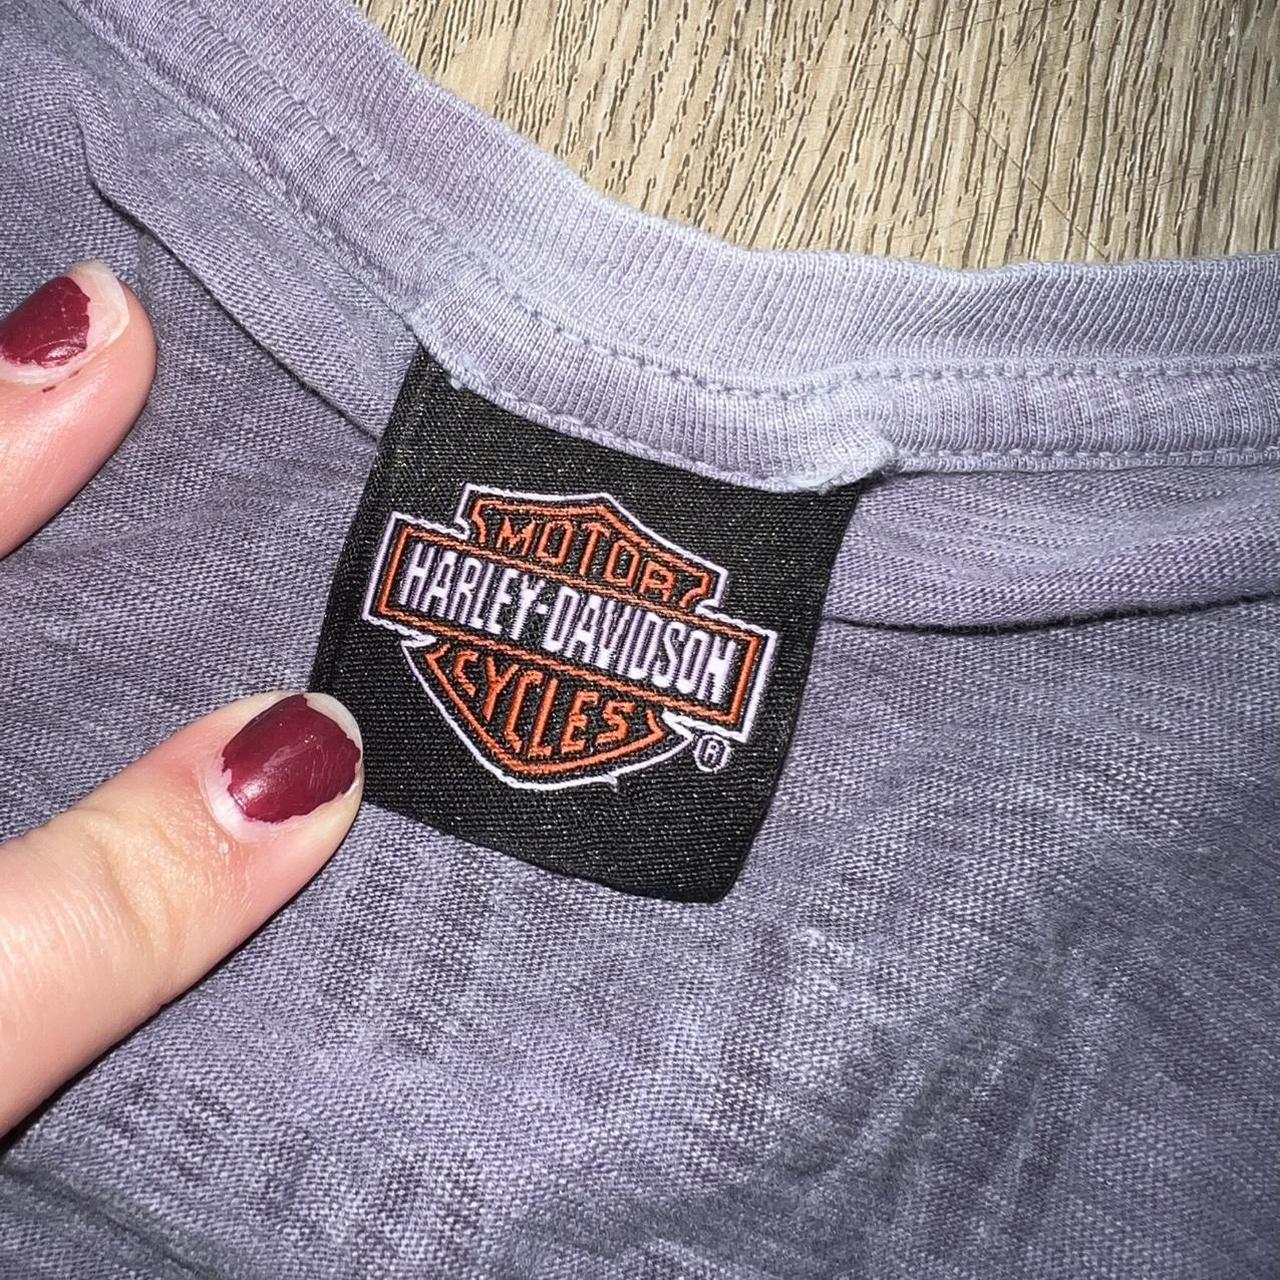 MOTOR
HARLEY-DAVIDSON
CYCLES
®